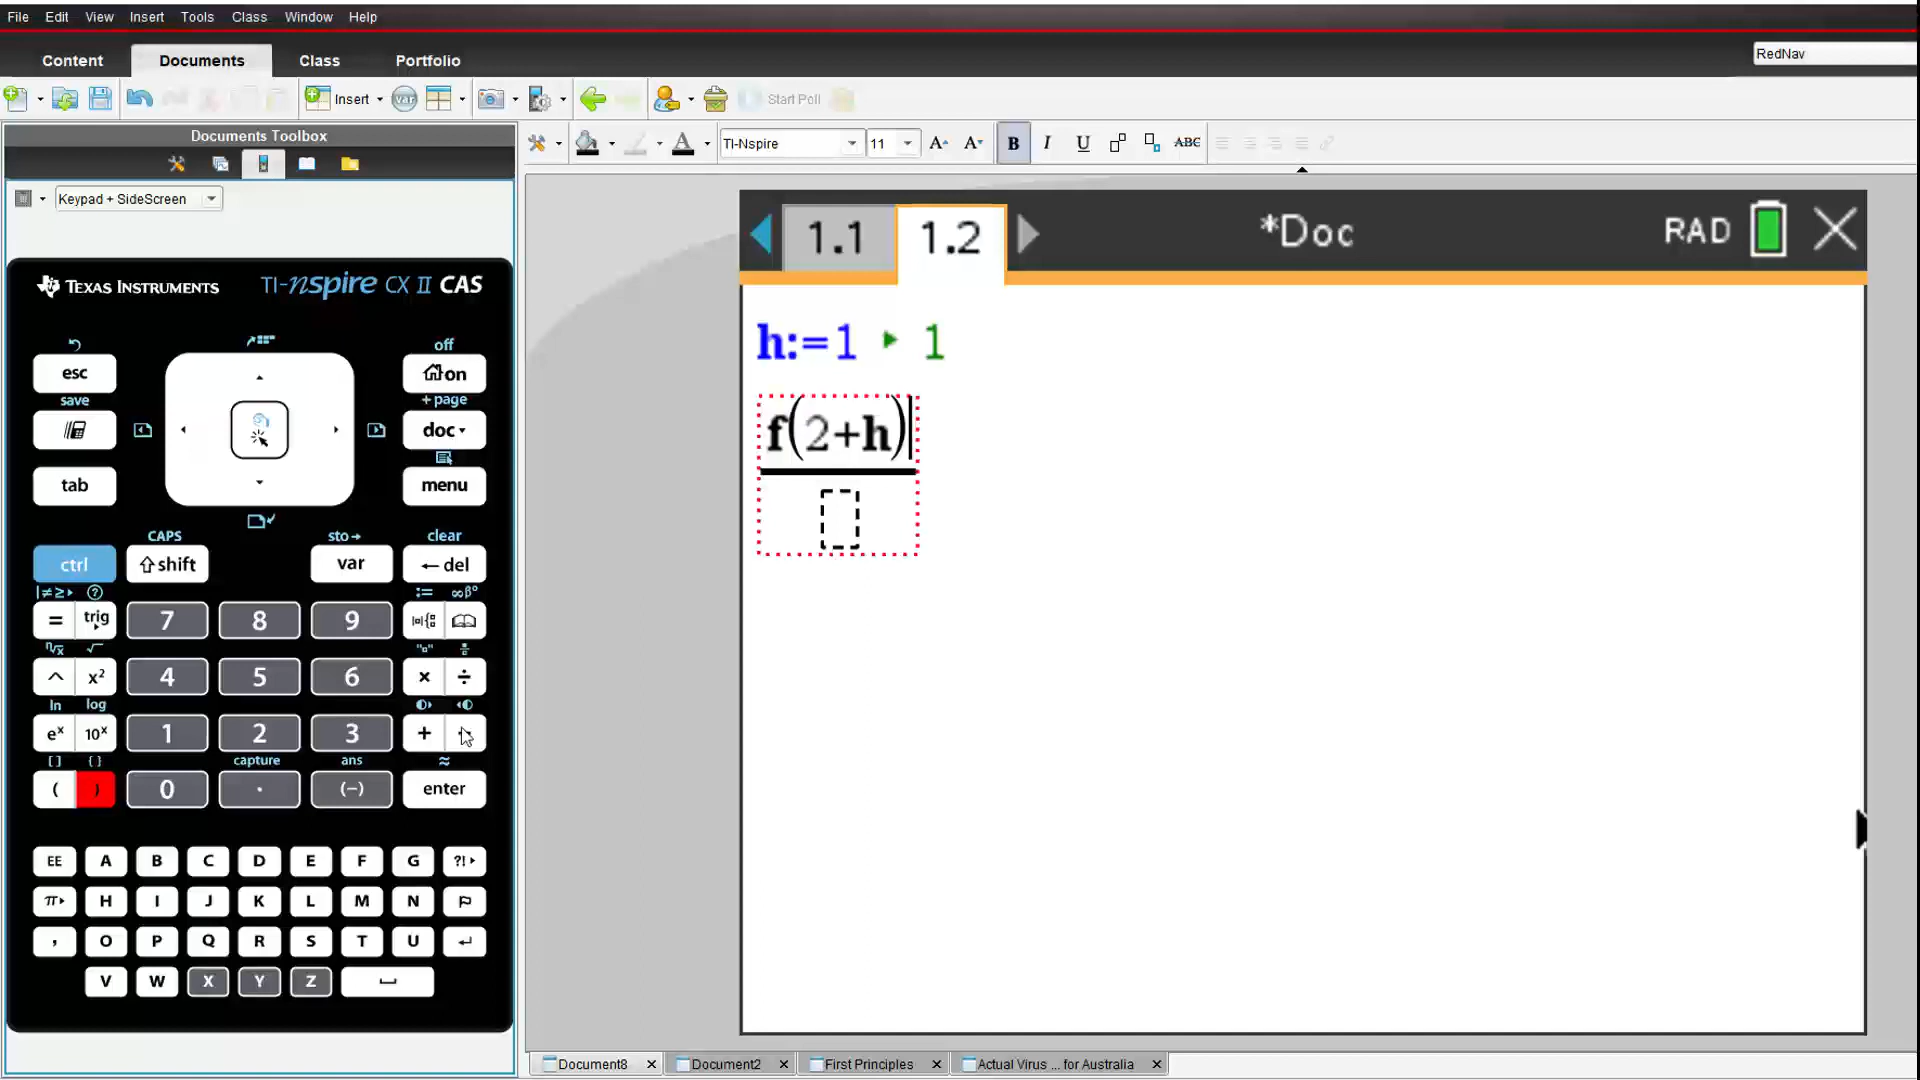 File Edit View Insert Tools Class Window Help
Content Documents Class Portfolio
RedNav
Insert var Start Poll
Documents Toolbox
TI-Nspire 11 A A B I U ABC
Keypad + SideScreen
1.1 1.2 *Doc RAD
TEXAS INSTRUMENTS TI-nspire CX II CAS
h:=1 ▸ 1
f(2+h)
off
esc on
save + page
doc
tab menu
CAPS sto→ clear
ctrl shift var ← del
|≠≥▸ ? := ∞β°
= trig 7 8 9
ⁿ√x √
^ x² 4 5 6 × ÷
ln log
eˣ 10ˣ 1 2 3 +
[ ] { } capture ans ≈
( ) 0 . (−) enter
EE A B C D E F G ?!▸
π▸ H I J K L M N
, O P Q R S T U ↵
V W X Y Z
Document8 Document2 First Principles Actual Virus ... for Australia